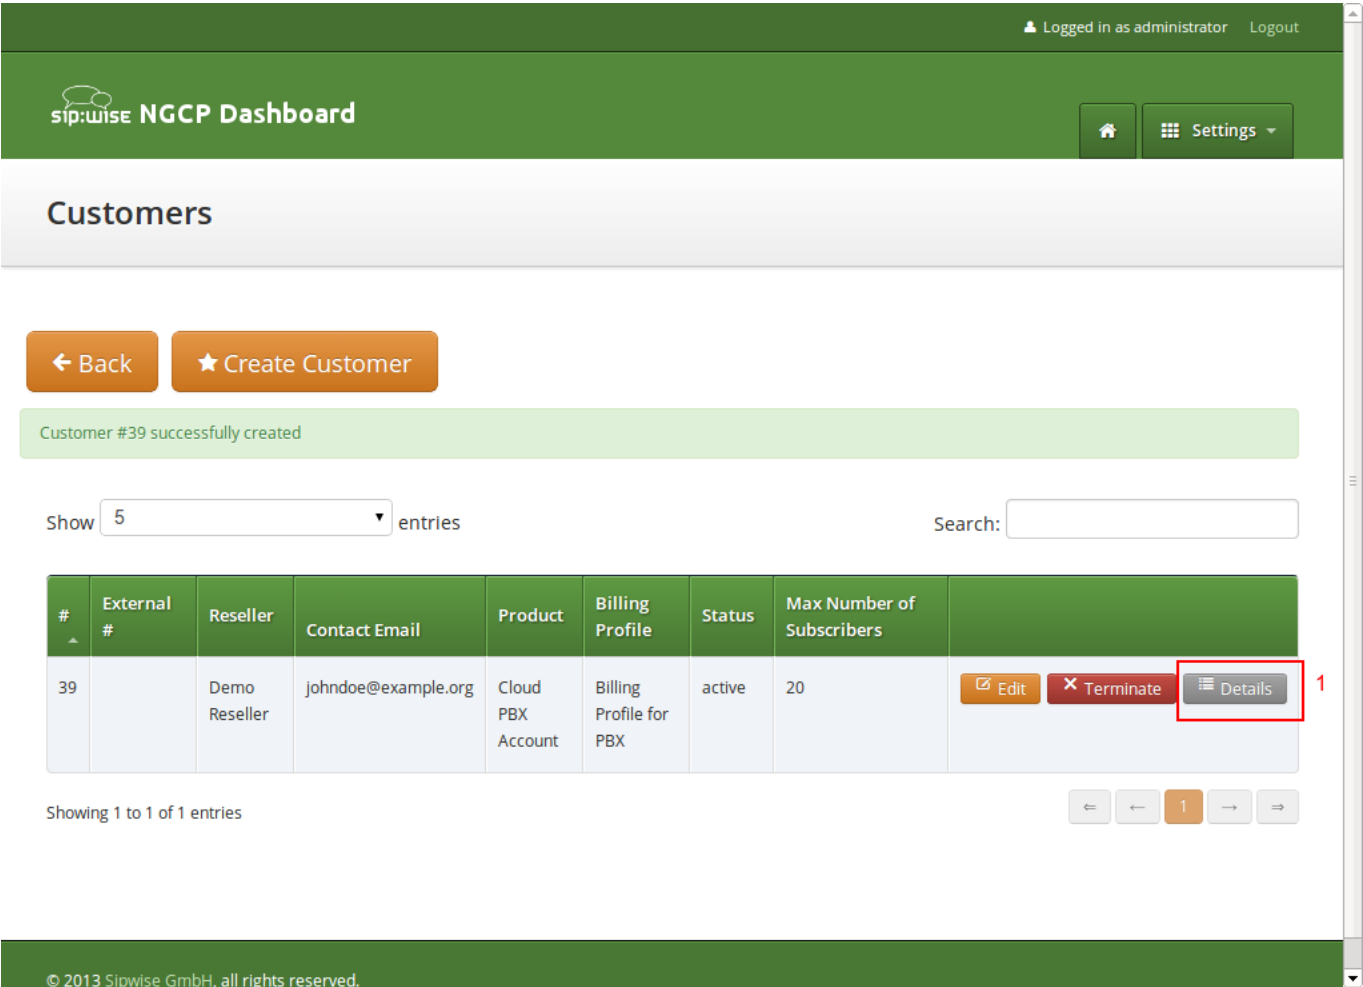 Logged in as administrator Logout
sip:wise NGCP Dashboard
Settings
Customers
Back Create Customer
Customer #39 successfully created
Show 5 entries Search:
# External # Reseller Contact Email Product Billing Profile Status Max Number of Subscribers
39 Demo Reseller johndoe@example.org Cloud PBX Account Billing Profile for PBX active 20 Edit Terminate Details 1
Showing 1 to 1 of 1 entries ⇐ ← 1 → ⇒
© 2013 Sipwise GmbH, all rights reserved.